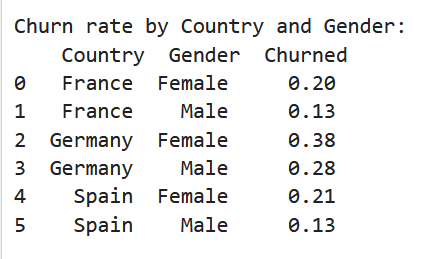 Churn rate by Country and Gender:
    Country  Gender  Churned
0    France  Female     0.20
1    France    Male     0.13
2   Germany  Female     0.38
3   Germany    Male     0.28
4     Spain  Female     0.21
5     Spain    Male     0.13